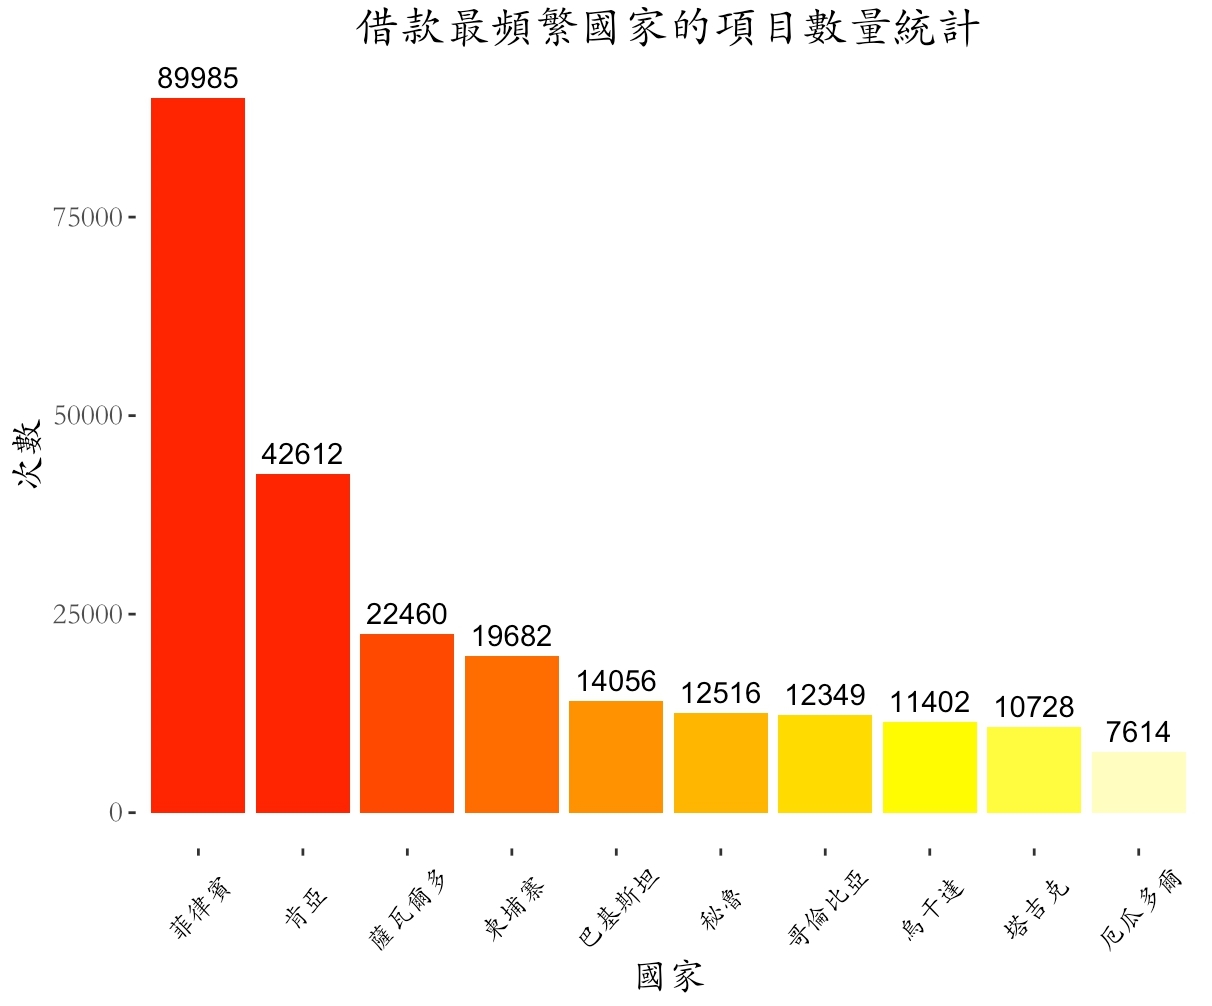 借款最頻繁國家的項目數量統計
89985
42612
22460
19682
14056
12516
12349
11402
10728
7614
75000
50000
25000
0
次數
菲律賓
肯亞
薩瓦爾多
柬埔寨
巴基斯坦
秘魯
哥倫比亞
烏干達
塔吉克
厄瓜多爾
國家